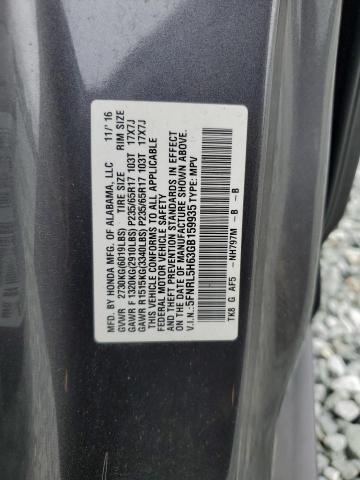 MFD. BY HONDA MFG. OF ALABAMA, LLC 11/'16
GVWR 2730KG(6019LBS) TIRE SIZE RIM SIZE
GAWR F 1320KG(2910LBS) P235/65R17 103T 17X7J
GAWR R1515KG(3340LBS) P235/65R17 103T 17X7J
THIS VEHICLE CONFORMS TO ALL APPLICABLE
FEDERAL MOTOR VEHICLE SAFETY AND
THEFT PREVENTION STANDARDS IN EFFECT
ON THE DATE OF MANUFACTURE SHOWN ABOVE.
V.I.N.:5FNRL5H63GB159935 TYPE: MPV
TK8 G AF5 -NH797M -B -B